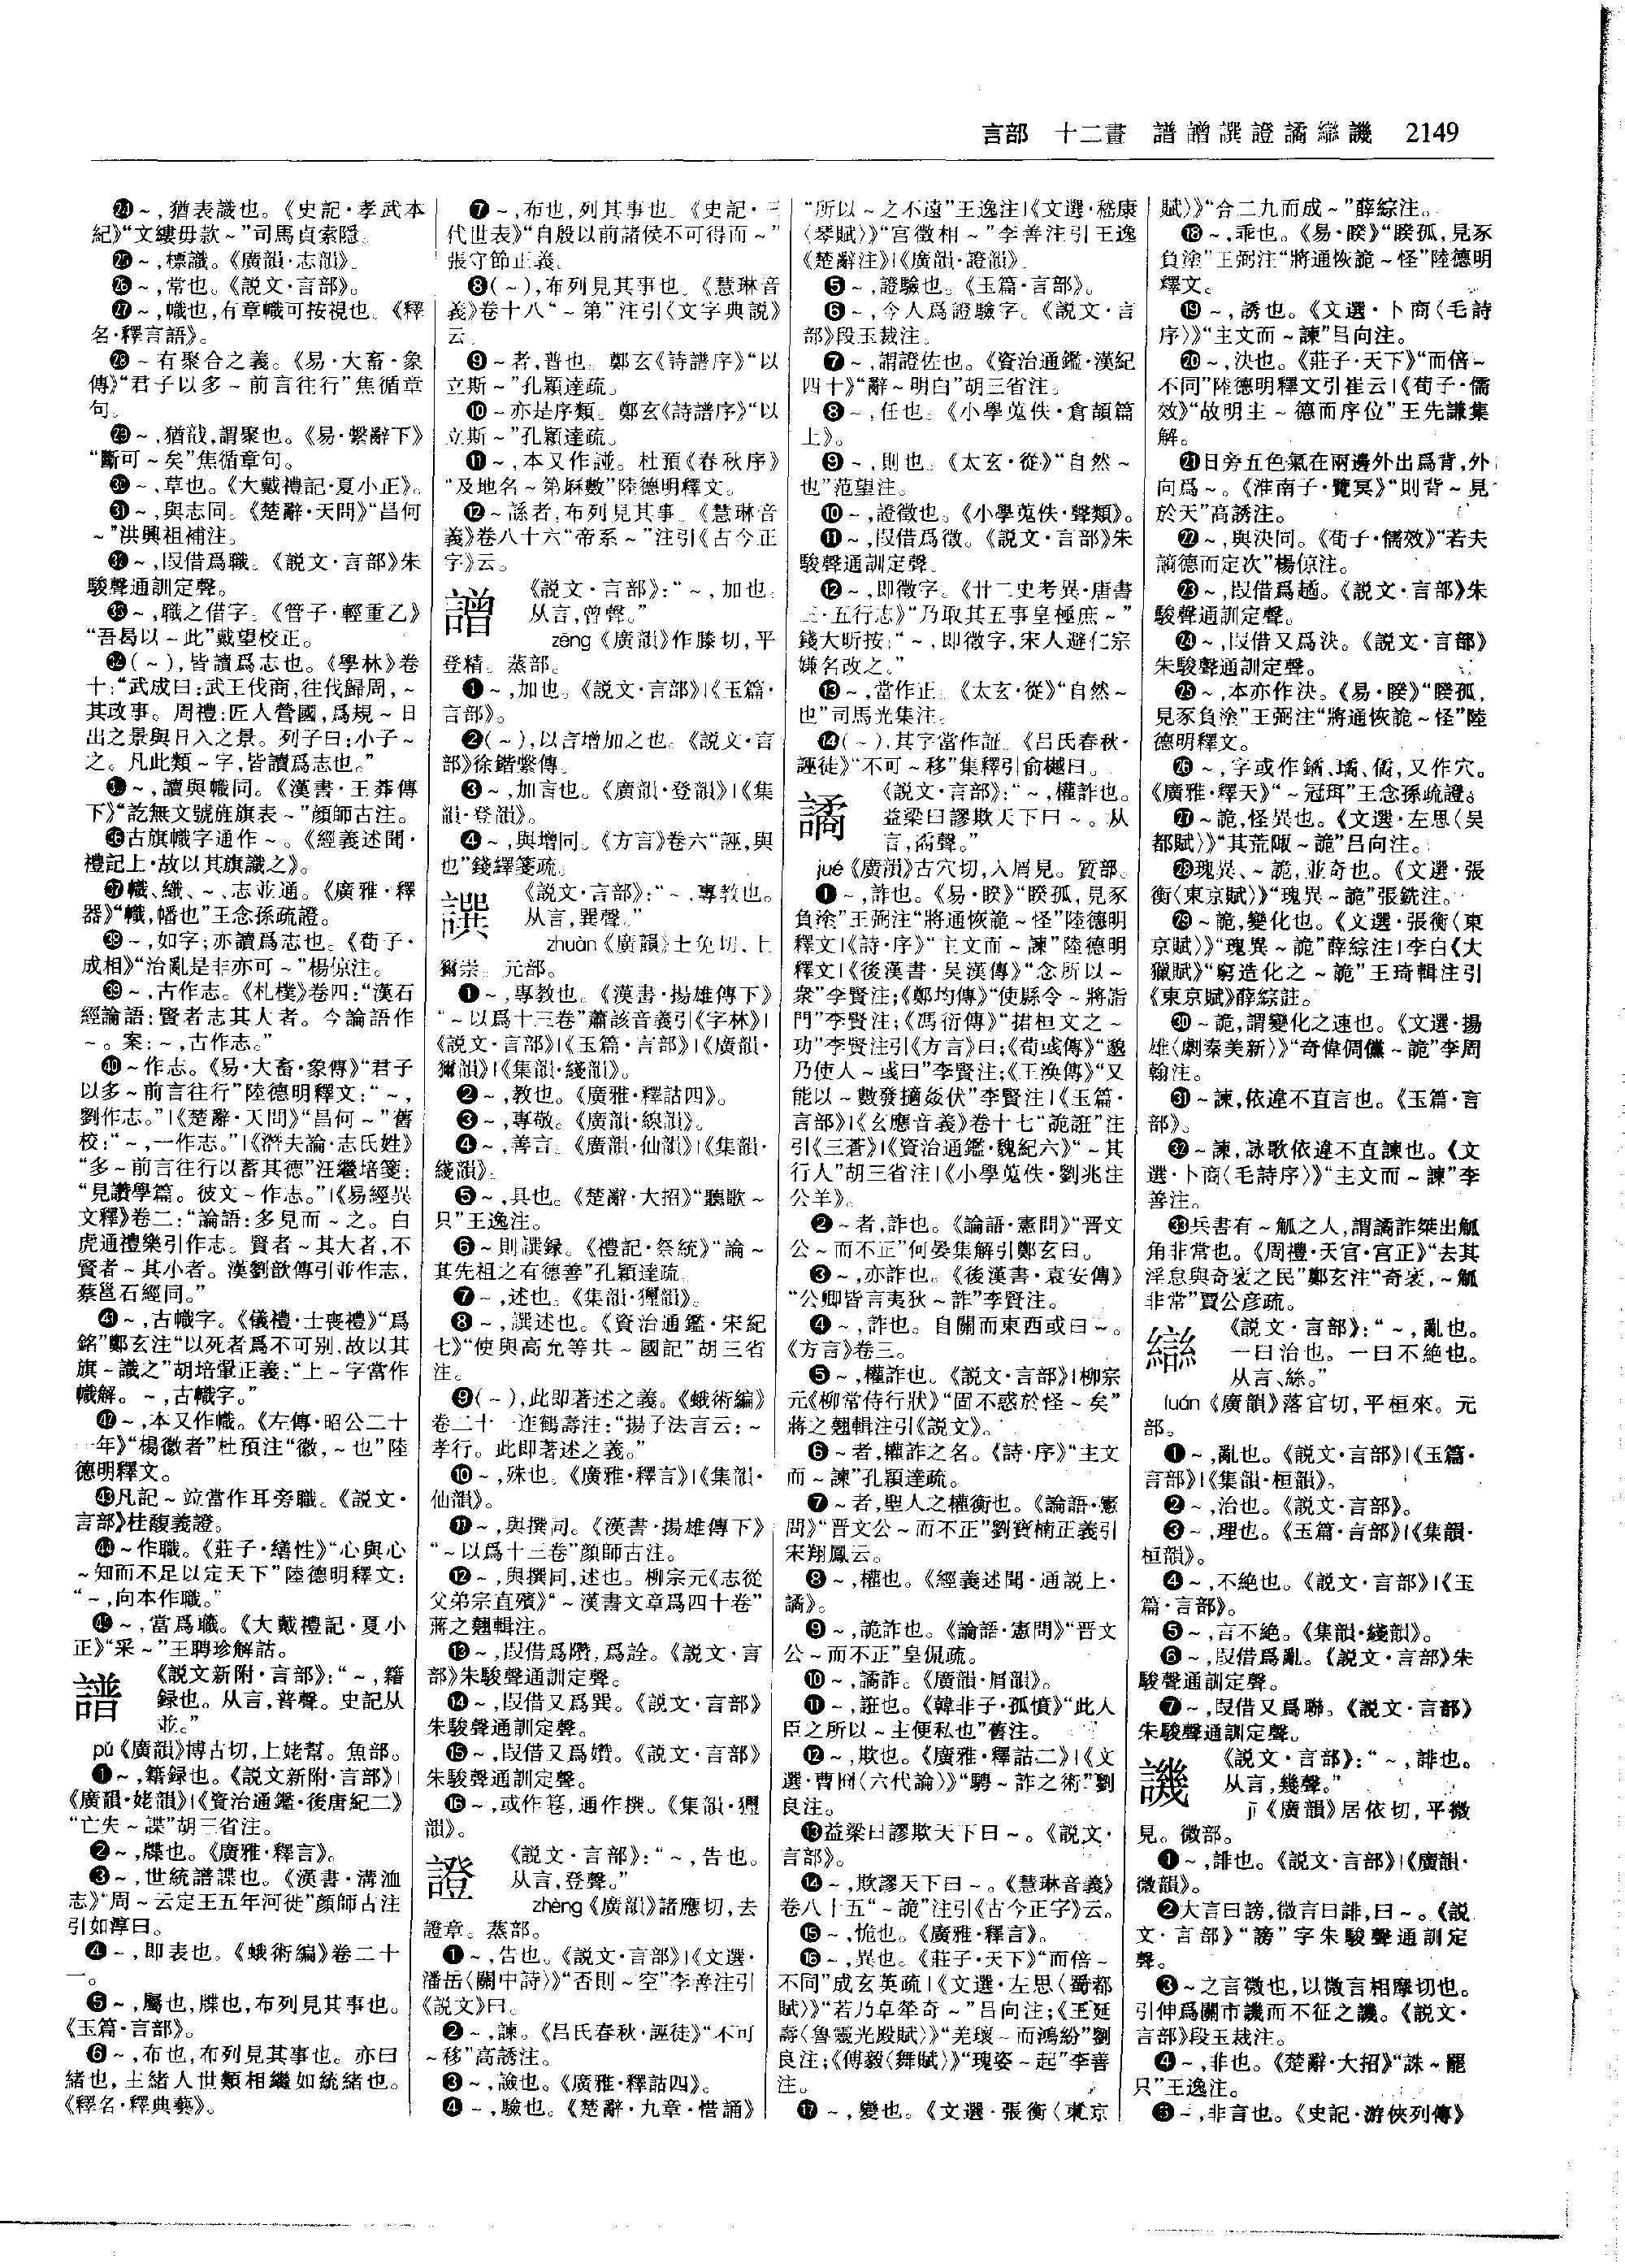 言部　十二畫　譜譄譔證譎䜌譏　2149
㉔～,猶表識也。《史記·孝武本
紀》“文縷毋款～”司馬貞索隱。
㉕～,標識。《廣韻·志韻》。
㉖～,常也。《説文·言部》。
㉗～,幟也,有章幟可按視也。《釋
名·釋言語》。
㉘～有聚合之義。《易·大畜·象
傳》“君子以多～前言往行”焦循章
句。
㉙～,猶戠,謂聚也。《易·繫辭下》
“斷可～矣”焦循章句。
㉚～,草也。《大戴禮記·夏小正》。
㉛～,與志同。《楚辭·天問》“昌何
～”洪興祖補注。
㉜～,叚借爲職。《説文·言部》朱
駿聲通訓定聲。
㉝～,職之借字。《管子·輕重乙》
“吾曷以～此”戴望校正。
㉞(～),皆讀爲志也。《學林》卷
十:“武成曰:武王伐商,往伐歸周,～
其政事。周禮:匠人營國,爲規～日
出之景與日入之景。列子曰:小子～
之。凡此類～字,皆讀爲志也。”
㉟～,讀與幟同。《漢書·王莽傳
下》“訖無文號旌旗表～”顔師古注。
㊱古旗幟字通作～。《經義述聞·
禮記上·故以其旗識之》。
㊲幟、織、～、志並通。《廣雅·釋
器》“幟,幡也”王念孫疏證。
㊳～,如字;亦讀爲志也。《荀子·
成相》“治亂是非亦可～”楊倞注。
㊴～,古作志。《札樸》卷四:“漢石
經論語:賢者志其大者。今論語作
～。案:～,古作志。”
㊵～作志。《易·大畜·象傳》“君子
以多～前言往行”陸德明釋文:“～,
劉作志。”|《楚辭·天問》“昌何～”舊
校:“～,一作志。”|《潛夫論·志氏姓》
“多～前言往行以蓄其德”汪繼培箋:
“見讚學篇。彼文～作志。”|《易經異
文釋》卷二:“論語:多見而～之。白
虎通禮樂引作志。賢者～其大者,不
賢者～其小者。漢劉歆傳引並作志,
蔡邕石經同。”
㊶～,古幟字。《儀禮·士喪禮》“爲
銘”鄭玄注“以死者爲不可别,故以其
旗～識之”胡培翬正義:“上～字當作
幟解。～,古幟字。”
㊷～,本又作幟。《左傳·昭公二十
一年》“楊徽者”杜預注“徽,～也”陸
德明釋文。
㊸凡記～竝當作耳旁職。《説文·
言部》桂馥義證。
㊹～作職。《莊子·繕性》“心與心
～知而不足以定天下”陸德明釋文:
“～,向本作職。”
㊺～,當爲職。《大戴禮記·夏小
正》“采～”王聘珍解詁。
譜
《説文新附·言部》:“～,籍
録也。从言,普聲。史記从
並。”
pǔ《廣韻》博古切,上姥幫。魚部。
❶～,籍録也。《説文新附·言部》|
《廣韻·姥韻》|《資治通鑑·後唐紀二》
“亡失～諜”胡三省注。
❷～,牒也。《廣雅·釋言》。
❸～,世統譜諜也。《漢書·溝洫
志》“周～云定王五年河徙”顔師古注
引如淳曰。
❹～,即表也。《蛾術編》卷二十
一。
❺～,屬也,牒也,布列見其事也。
《玉篇·言部》。
❻～,布也,布列見其事也。亦曰
緒也,主緒人世類相繼如統緒也。
《釋名·釋典藝》。
❼～,布也,列其事也。《史記·三
代世表》“自殷以前諸侯不可得而～”
張守節正義。
❽(～),布列見其事也。《慧琳音
義》卷十八“～第”注引《文字典説》
云。
❾～者,普也。鄭玄《詩譜序》“以
立斯～”孔穎達疏。
❿～亦是序類。鄭玄《詩譜序》“以
立斯～”孔穎達疏。
⓫～,本又作諩。杜預《春秋序》
“及地名～第厤數”陸德明釋文。
⓬～謡者,布列見其事。《慧琳音
義》卷八十六“帝系～”注引《古今正
字》云。
譄
《説文·言部》:“～,加也。
从言,曾聲。”
zēng《廣韻》作滕切,平
登精。蒸部。
❶～,加也。《説文·言部》|《玉篇·
言部》。
❷(～),以言增加之也。《説文·言
部》徐鍇繫傳。
❸～,加言也。《廣韻·登韻》|《集
韻·登韻》。
❹～,與增同。《方言》卷六“誣,與
也”錢繹箋疏。
譔
《説文·言部》:“～,專教也。
从言,巽聲。”
zhuàn《廣韻》士免切,上
獮崇。元部。
❶～,專教也。《漢書·揚雄傳下》
“～以爲十三卷”蕭該音義引《字林》|
《説文·言部》|《玉篇·言部》|《廣韻·
獮韻》|《集韻·綫韻》。
❷～,教也。《廣雅·釋詁四》。
❸～,專敬。《廣韻·線韻》。
❹～,善言。《廣韻·仙韻》|《集韻·
綫韻》。
❺～,具也。《楚辭·大招》“聽歌～
只”王逸注。
❻～則譔録。《禮記·祭統》“論～
其先祖之有德善”孔穎達疏。
❼～,述也。《集韻·獮韻》。
❽～,譔述也。《資治通鑑·宋紀
七》“使與高允等共～國記”胡三省
注。
❾(～),此即著述之義。《蛾術編》
卷二十一迮鶴壽注:“揚子法言云:～
孝行。此即著述之義。”
❿～,殊也。《廣雅·釋言》|《集韻·
仙韻》。
⓫～,與撰同。《漢書·揚雄傳下》
“～以爲十三卷”顔師古注。
⓬～,與撰同,述也。柳宗元《志從
父弟宗直殯》“～漢書文章爲四十卷”
蔣之翹輯注。
⓭～,叚借爲儹,爲詮。《説文·言
部》朱駿聲通訓定聲。
⓮～,叚借又爲巽。《説文·言部》
朱駿聲通訓定聲。
⓯～,叚借又爲孅。《説文·言部》
朱駿聲通訓定聲。
⓰～,或作篹,通作撰。《集韻·獮
韻》。
證
《説文·言部》:“～,告也。
从言,登聲。”
zhèng《廣韻》諸應切,去
證章。蒸部。
❶～,告也。《説文·言部》|《文選·
潘岳〈關中詩〉》“否則～空”李善注引
《説文》曰。
❷～,諫。《吕氏春秋·誣徒》“不可
～移”高誘注。
❸～,譣也。《廣雅·釋詁四》。
❹～,驗也。《楚辭·九章·惜誦》
“所以～之不遠”王逸注|《文選·嵇康
〈琴賦〉》“宫徵相～”李善注引王逸
《楚辭注》|《廣韻·證韻》。
❺～,證驗也。《玉篇·言部》。
❻～,今人爲證驗字。《説文·言
部》段玉裁注。
❼～,謂證佐也。《資治通鑑·漢紀
四十》“辭～明白”胡三省注。
❽～,任也。《小學蒐佚·倉頡篇
上》。
❾～,則也。《太玄·從》“自然～
也”范望注。
❿～,證徵也。《小學蒐佚·聲類》。
⓫～,叚借爲徵。《説文·言部》朱
駿聲通訓定聲。
⓬～,即徵字。《廿二史考異·唐書
三·五行志》“乃取其五事皇極庶～”
錢大昕按:“～,即徵字,宋人避仁宗
嫌名改之。”
⓭～,當作正。《太玄·從》“自然～
也”司馬光集注。
⓮(～),其字當作証。《吕氏春秋·
誣徒》“不可～移”集釋引俞樾曰。
譎
《説文·言部》:“～,權詐也。
益梁曰謬欺天下曰～。从
言,矞聲。”
jué《廣韻》古穴切,入屑見。質部。
❶～,詐也。《易·睽》“睽孤,見豕
負塗”王弼注“將通恢詭～怪”陸德明
釋文|《詩·序》“主文而～諫”陸德明
釋文|《後漢書·吴漢傳》“念所以～
衆”李賢注;《鄭均傳》“使縣令～將詣
門”李賢注;《馮衍傳》“捃桓文之～
功”李賢注引《方言》曰;《荀彧傳》“邈
乃使人～彧曰”李賢注;《王涣傳》“又
能以～數發擿姦伏”李賢注|《玉篇·
言部》|《玄應音義》卷十七“詭誑”注
引《三蒼》|《資治通鑑·魏紀六》“～其
行人”胡三省注|《小學蒐佚·劉兆注
公羊》。
❷～者,詐也。《論語·憲問》“晋文
公～而不正”何晏集解引鄭玄曰。
❸～,亦詐也。《後漢書·袁安傳》
“公卿皆言夷狄～詐”李賢注。
❹～,詐也。自關而東西或曰～。
《方言》卷三。
❺～,權詐也。《説文·言部》|柳宗
元《柳常侍行狀》“固不惑於怪～矣”
蔣之翹輯注引《説文》。
❻～者,權詐之名。《詩·序》“主文
而～諫”孔穎達疏。
❼～者,聖人之權衡也。《論語·憲
問》“晋文公～而不正”劉寶楠正義引
宋翔鳳云。
❽～,權也。《經義述聞·通説上·
譎》。
❾～,詭詐也。《論語·憲問》“晋文
公～而不正”皇侃疏。
❿～,譎詐。《廣韻·屑韻》。
⓫～,誑也。《韓非子·孤憤》“此人
臣之所以～主便私也”舊注。
⓬～,欺也。《廣雅·釋詁二》|《文
選·曹冏〈六代論〉》“騁～詐之術”劉
良注。
⓭益梁曰謬欺天下曰～。《説文·
言部》。
⓮～,欺謬天下曰～。《慧琳音義》
卷八十五“～詭”注引《古今正字》云。
⓯～,恑也。《廣雅·釋言》。
⓰～,異也。《莊子·天下》“而倍～
不同”成玄英疏|《文選·左思〈蜀都
賦〉》“若乃卓犖奇～”吕向注;《王延
壽〈魯靈光殿賦〉》“羌瓌～而鴻紛”劉
良注;《傅毅〈舞賦〉》“瑰姿～起”李善
注。
⓱～,變也。《文選·張衡〈東京
賦〉》“合二九而成～”薛綜注。
⓲～,乖也。《易·睽》“睽孤,見豕
負塗”王弼注“將通恢詭～怪”陸德明
釋文。
⓳～,誘也。《文選·卜商〈毛詩
序〉》“主文而～諫”吕向注。
⓴～,決也。《莊子·天下》“而倍～
不同”陸德明釋文引崔云|《荀子·儒
效》“故明主～德而序位”王先謙集
解。
㉑日旁五色氣在兩邊外出爲背,外
向爲～。《淮南子·覽冥》“則背～見
於天”高誘注。
㉒～,與決同。《荀子·儒效》“若夫
謫德而定次”楊倞注。
㉓～,叚借爲趫。《説文·言部》朱
駿聲通訓定聲。
㉔～,叚借又爲決。《説文·言部》
朱駿聲通訓定聲。
㉕～,本亦作決。《易·睽》“睽孤,
見豕負塗”王弼注“將通恢詭～怪”陸
德明釋文。
㉖～,字或作鐍、璚、僪,又作穴。
《廣雅·釋天》“～冠珥”王念孫疏證。
㉗～詭,怪異也。《文選·左思〈吴
都賦〉》“其荒陬～詭”吕向注。
㉘瑰異、～詭,並奇也。《文選·張
衡〈東京賦〉》“瑰異～詭”張銑注。
㉙～詭,變化也。《文選·張衡〈東
京賦〉》“瑰異～詭”薛綜注|李白《大
獵賦》“窮造化之～詭”王琦輯注引
《東京賦》薛綜註。
㉚～詭,謂變化之速也。《文選·揚
雄〈劇秦美新〉》“奇偉倜儻～詭”李周
翰注。
㉛～諫,依違不直言也。《玉篇·言
部》。
㉜～諫,詠歌依違不直諫也。《文
選·卜商〈毛詩序〉》“主文而～諫”李
善注。
㉝兵書有～觚之人,謂譎詐桀出觚
角非常也。《周禮·天官·宫正》“去其
淫怠與奇衺之民”鄭玄注“奇衺,～觚
非常”賈公彦疏。
䜌
《説文·言部》:“～,亂也。
一曰治也。一曰不絶也。
从言、絲。”
luán《廣韻》落官切,平桓來。元
部。
❶～,亂也。《説文·言部》|《玉篇·
言部》|《集韻·桓韻》。
❷～,治也。《説文·言部》。
❸～,理也。《玉篇·言部》|《集韻·
桓韻》。
❹～,不絶也。《説文·言部》|《玉
篇·言部》。
❺～,言不絶。《集韻·綫韻》。
❻～,叚借爲亂。《説文·言部》朱
駿聲通訓定聲。
❼～,叚借又爲聯。《説文·言部》
朱駿聲通訓定聲。
譏
《説文·言部》:“～,誹也。
从言,幾聲。”
jī《廣韻》居依切,平微
見。微部。
❶～,誹也。《説文·言部》|《廣韻·
微韻》。
❷大言曰謗,微言曰誹,曰～。《説
文·言部》“謗”字朱駿聲通訓定
聲。
❸～之言微也,以微言相摩切也。
引伸爲關市譏而不征之譏。《説文·
言部》段玉裁注。
❹～,非也。《楚辭·大招》“誅～罷
只”王逸注。
❺～,非言也。《史記·游俠列傳》